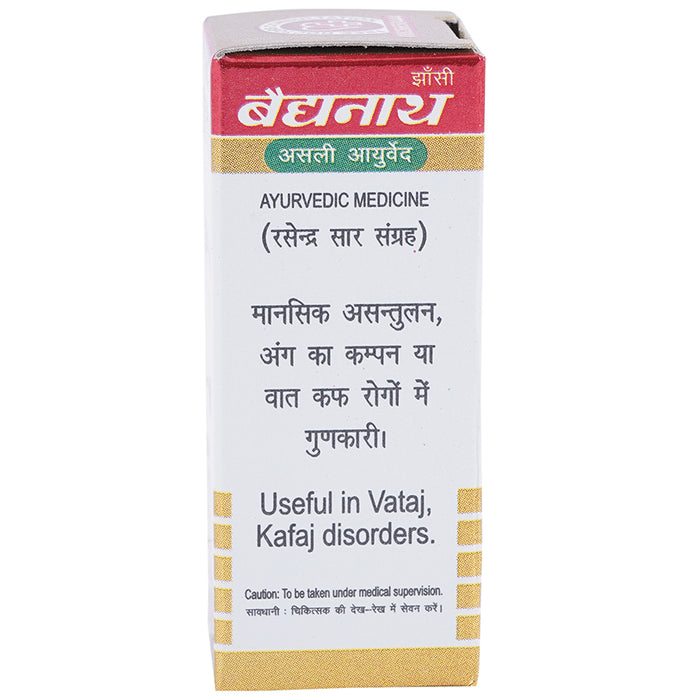 झाँसी
बैद्यनाथ
असली आयुर्वेद
AYURVEDIC MEDICINE
(रसेन्द्र सार संग्रह)
मानसिक असन्तुलन,
अंग का कम्पन या
वात कफ रोगों में
गुणकारी।
Useful in Vataj,
Kafaj disorders.
Caution: To be taken under medical supervision.
सावधानी : चिकित्सक की देख-रेख में सेवन करें।